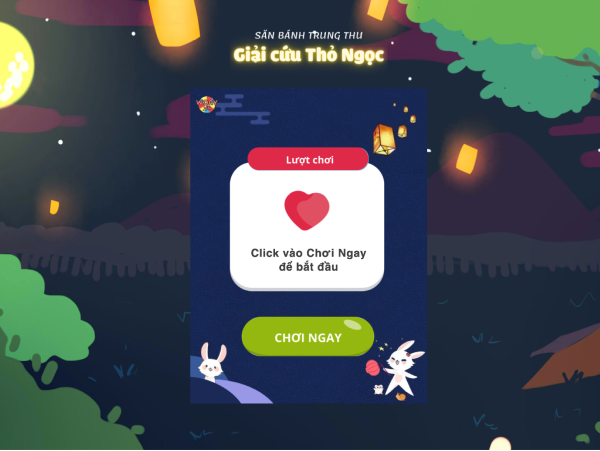 SĂN BÁNH TRUNG THU
Giải cứu Thỏ Ngọc
Lượt chơi
Click vào Chơi Ngay
để bắt đầu
CHƠI NGAY